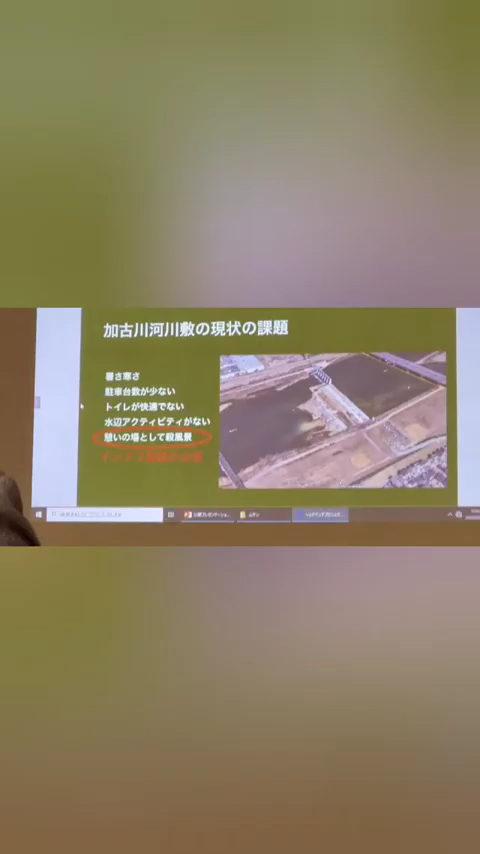 加古川河川敷の現状の課題
暑さ寒さ
駐車台数が少ない
トイレが快適でない
水辺アクティビティがない
憩いの場として殺風景